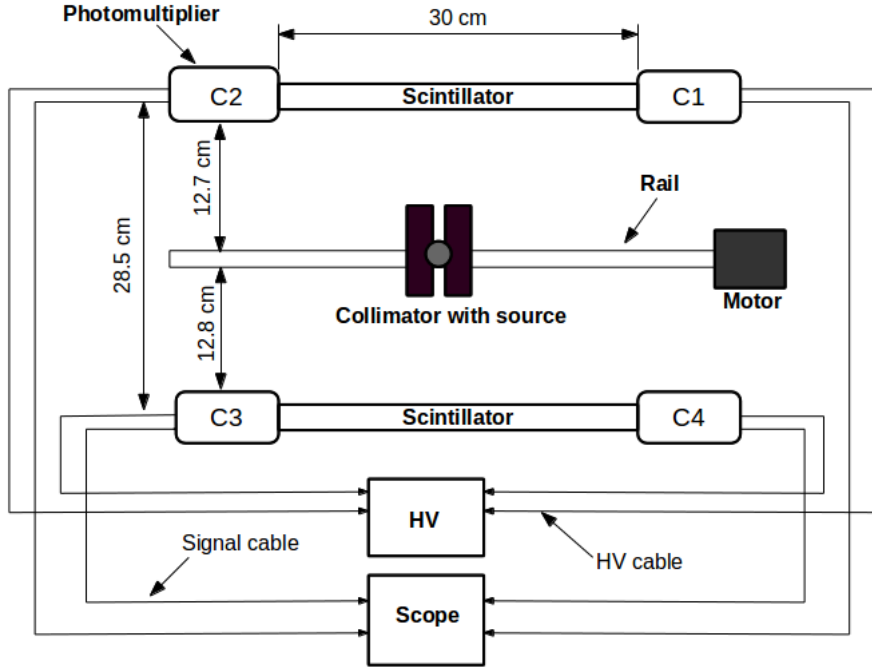 Photomultiplier
30 cm
C2
Scintillator
C1
12.7 cm
Rail
28.5 cm
Motor
Collimator with source
12.8 cm
C3
Scintillator
C4
HV
Signal cable
HV cable
Scope